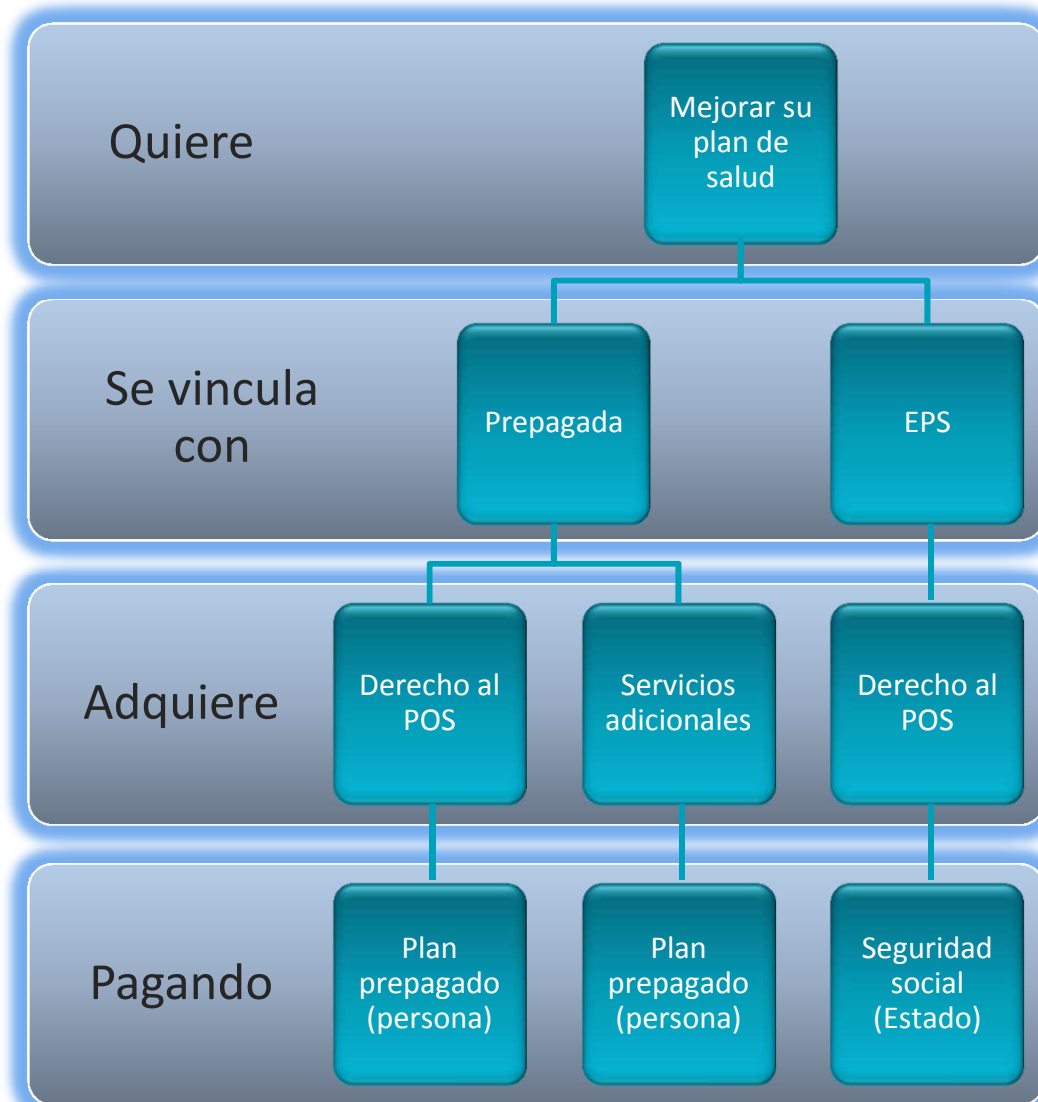 Quiere
Mejorar su
plan de
salud
Se vincula
con
Prepagada
EPS
Adquiere
Derecho al
POS
Servicios
adicionales
Derecho al
POS
Pagando
Plan
prepagado
(persona)
Plan
prepagado
(persona)
Seguridad
social
(Estado)